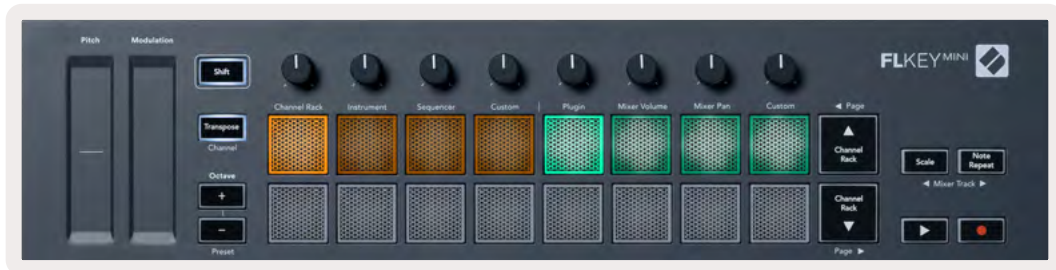 Pitch Modulation
Shift
FLKEY MINI
Channel Rack Instrument Sequencer Custom Plugin Mixer Volume Mixer Pan Custom ◄ Page
Transpose
Channel
▲
Channel
Rack
Scale
Note
Repeat
◄ Mixer Track ►
Octave
+
−
Preset
Channel
Rack
▼
Page ►